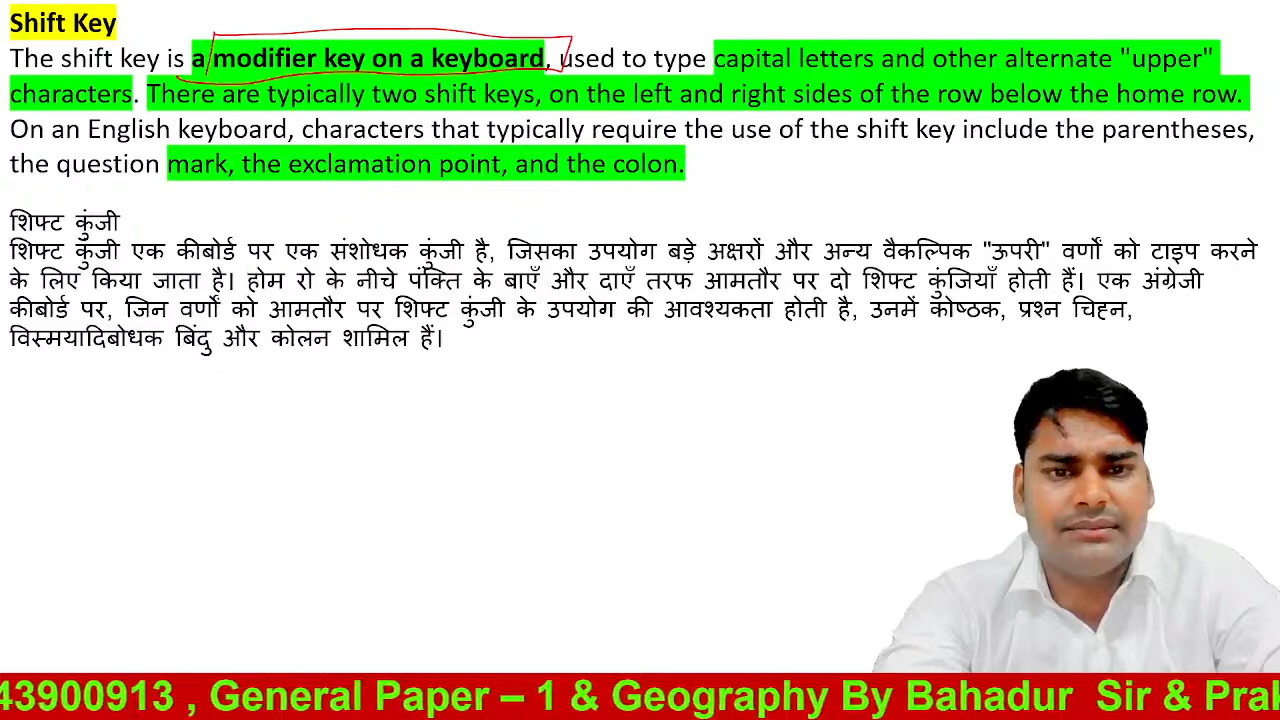 Shift Key
The shift key is a modifier key on a keyboard, used to type capital letters and other alternate "upper"
characters. There are typically two shift keys, on the left and right sides of the row below the home row.
On an English keyboard, characters that typically require the use of the shift key include the parentheses,
the question mark, the exclamation point, and the colon.
शिफ्ट कुंजी
शिफ्ट कुंजी एक कीबोर्ड पर एक संशोधक कुंजी है, जिसका उपयोग बड़े अक्षरों और अन्य वैकल्पिक "ऊपरी" वर्णों को टाइप करने
के लिए किया जाता है। होम रो के नीचे पंक्ति के बाएँ और दाएँ तरफ आमतौर पर दो शिफ्ट कुंजियाँ होती हैं। एक अंग्रेजी
कीबोर्ड पर, जिन वर्णों को आमतौर पर शिफ्ट कुंजी के उपयोग की आवश्यकता होती है, उनमें कोष्ठक, प्रश्न चिह्न,
विस्मयादिबोधक बिंदु और कोलन शामिल हैं।
43900913 , General Paper – 1 & Geography By Bahadur Sir & Pra